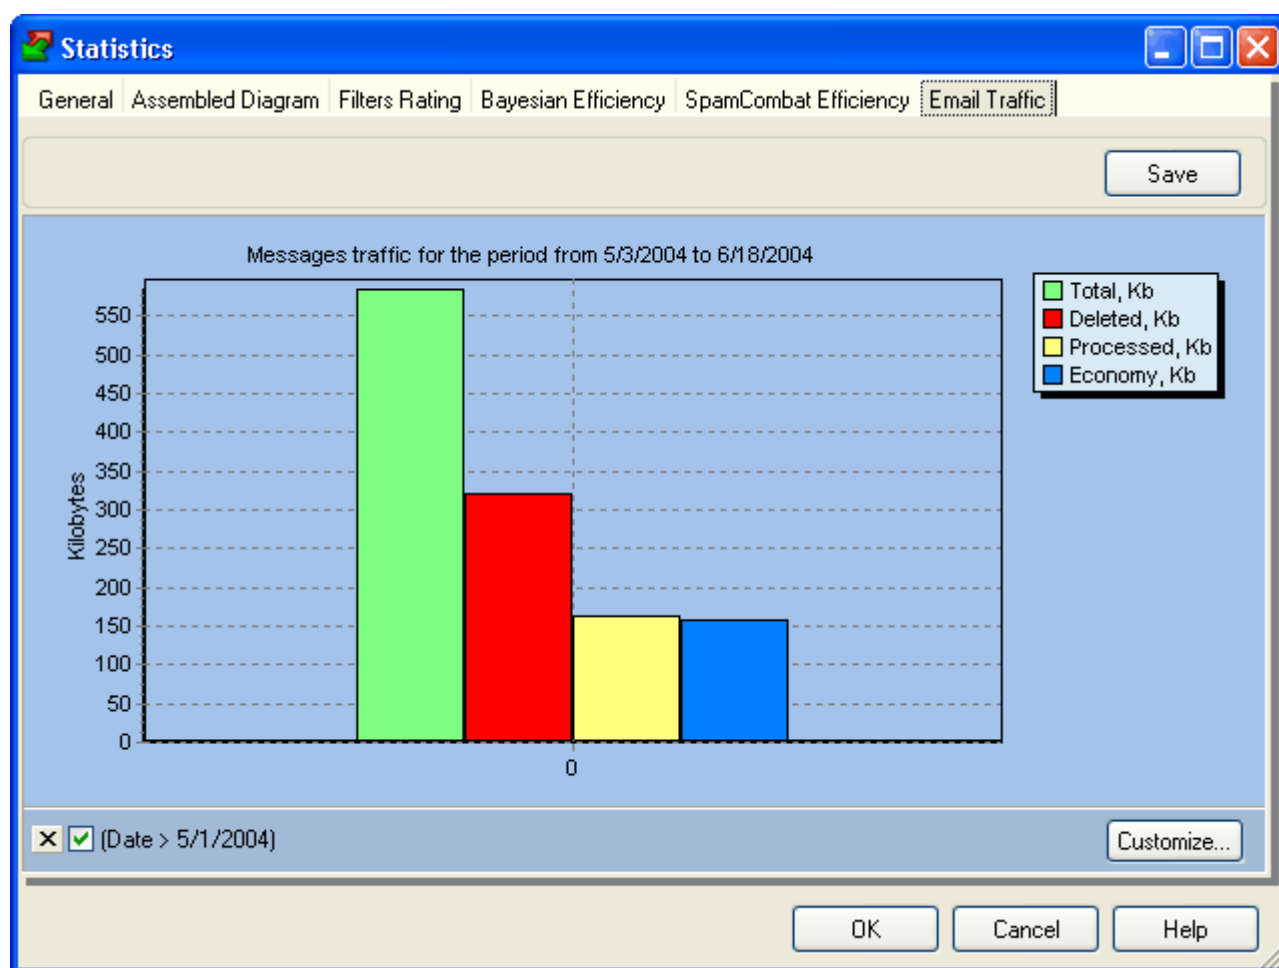 Statistics
General Assembled Diagram Filters Rating Bayesian Efficiency SpamCombat Efficiency Email Traffic
Save
Messages traffic for the period from 5/3/2004 to 6/18/2004
Total, Kb
Deleted, Kb
Processed, Kb
Economy, Kb
Kilobytes
550
500
450
400
350
300
250
200
150
100
50
0
0
(Date > 5/1/2004)
Customize...
OK Cancel Help